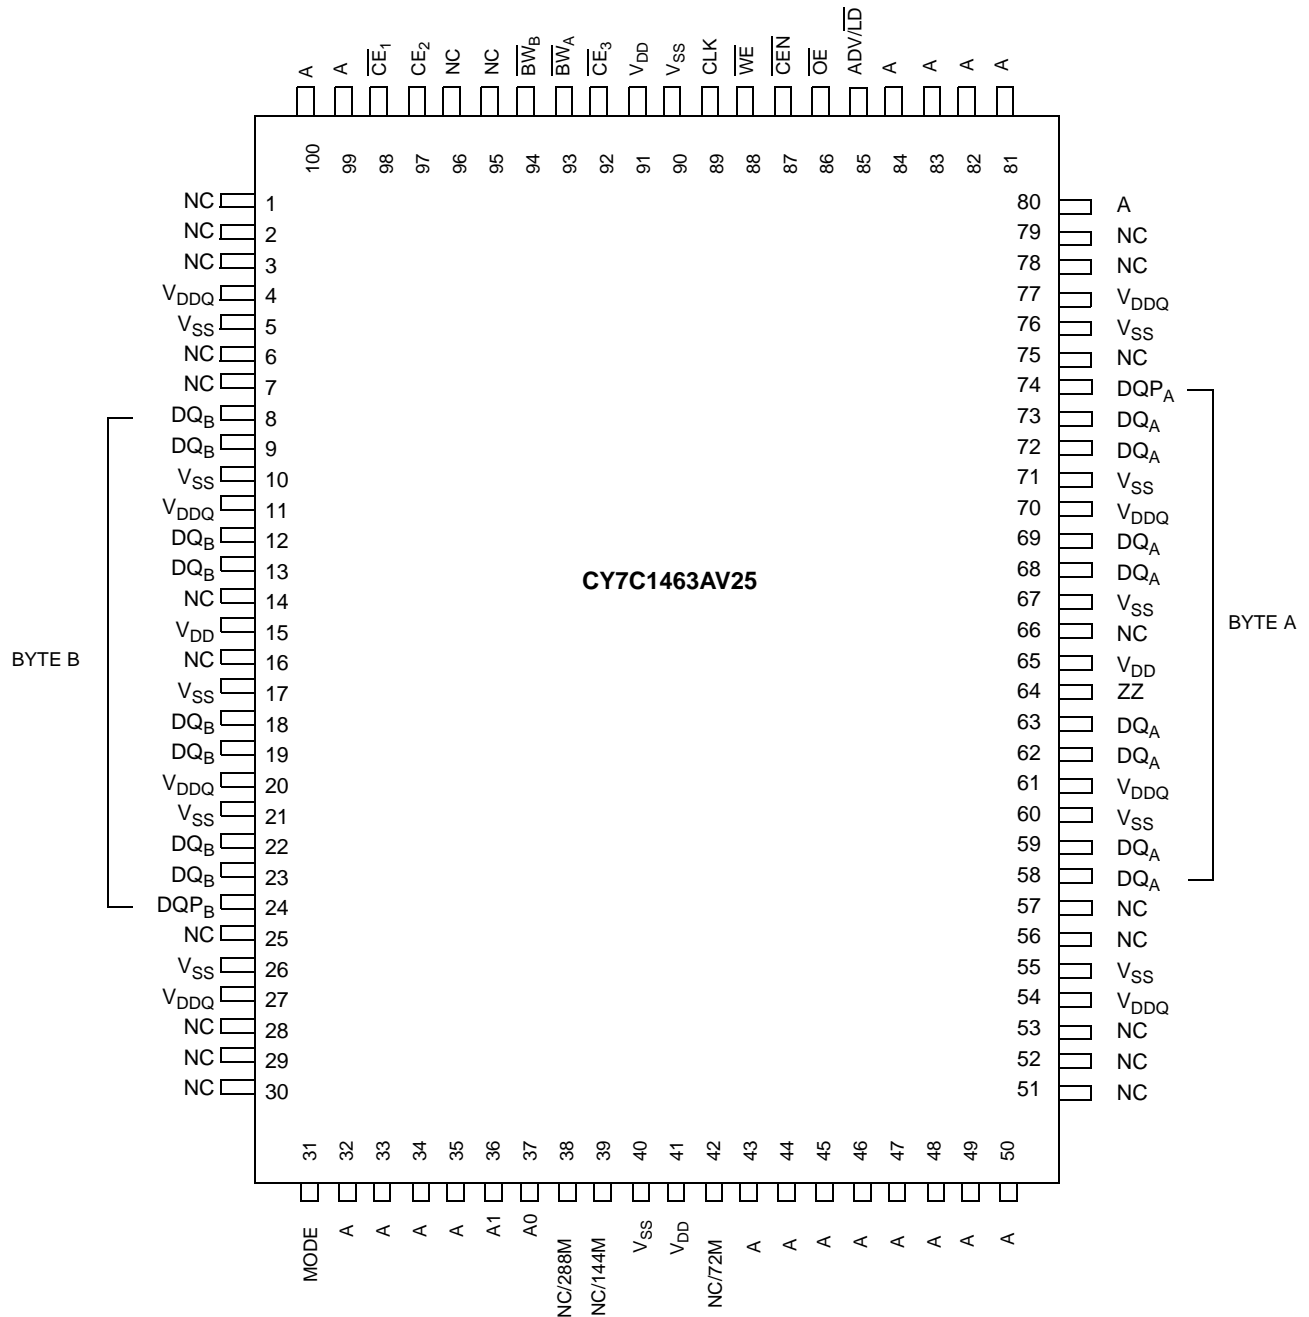 A A CE1 CE2 NC NC BWB BWA CE3 VDD VSS CLK WE CEN OE ADV/LD A A A A
100 99 98 97 96 95 94 93 92 91 90 89 88 87 86 85 84 83 82 81
NC 1 80 A
NC 2 79 NC
NC 3 78 NC
VDDQ 4 77 VDDQ
VSS 5 76 VSS
NC 6 75 NC
NC 7 74 DQPA
DQB 8 73 DQA
DQB 9 72 DQA
VSS 10 71 VSS
VDDQ 11 70 VDDQ
DQB 12 69 DQA
DQB 13 68 DQA
CY7C1463AV25
NC 14 67 VSS
VDD 15 66 NC
BYTE A
BYTE B
NC 16 65 VDD
VSS 17 64 ZZ
DQB 18 63 DQA
DQB 19 62 DQA
VDDQ 20 61 VDDQ
VSS 21 60 VSS
DQB 22 59 DQA
DQB 23 58 DQA
DQPB 24 57 NC
NC 25 56 NC
VSS 26 55 VSS
VDDQ 27 54 VDDQ
NC 28 53 NC
NC 29 52 NC
NC 30 51 NC
31 32 33 34 35 36 37 38 39 40 41 42 43 44 45 46 47 48 49 50
MODE A A A A A1 A0 NC/288M NC/144M VSS VDD NC/72M A A A A A A A A